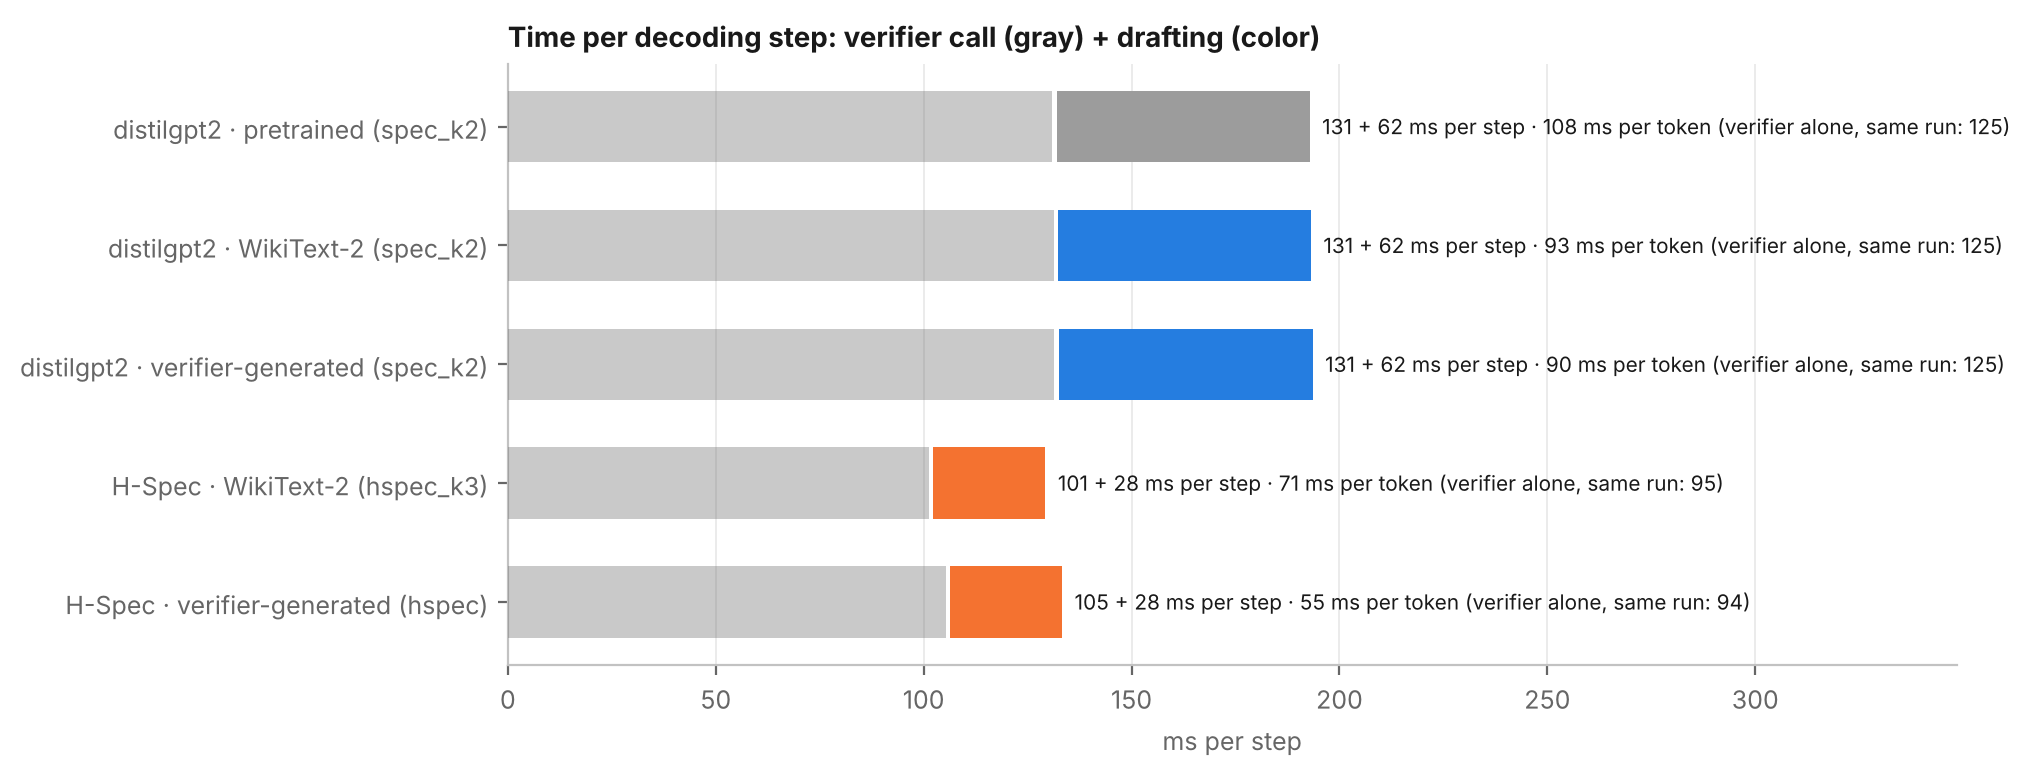 Time per decoding step: verifier call (gray) + drafting (color)
distilgpt2 · pretrained (spec_k2)
131 + 62 ms per step · 108 ms per token (verifier alone, same run: 125)
distilgpt2 · WikiText-2 (spec_k2)
131 + 62 ms per step · 93 ms per token (verifier alone, same run: 125)
distilgpt2 · verifier-generated (spec_k2)
131 + 62 ms per step · 90 ms per token (verifier alone, same run: 125)
H-Spec · WikiText-2 (hspec_k3)
101 + 28 ms per step · 71 ms per token (verifier alone, same run: 95)
H-Spec · verifier-generated (hspec)
105 + 28 ms per step · 55 ms per token (verifier alone, same run: 94)
0 50 100 150 200 250 300
ms per step